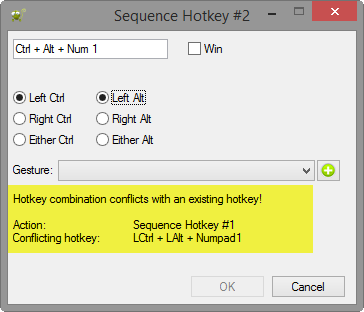 Sequence Hotkey #2
Ctrl + Alt + Num 1
Win
Left Ctrl
Left Alt
Right Ctrl
Right Alt
Either Ctrl
Either Alt
Gesture:
Hotkey combination conflicts with an existing hotkey!
Action: Sequence Hotkey #1
Conflicting hotkey: LCtrl + LAlt + Numpad1
OK
Cancel